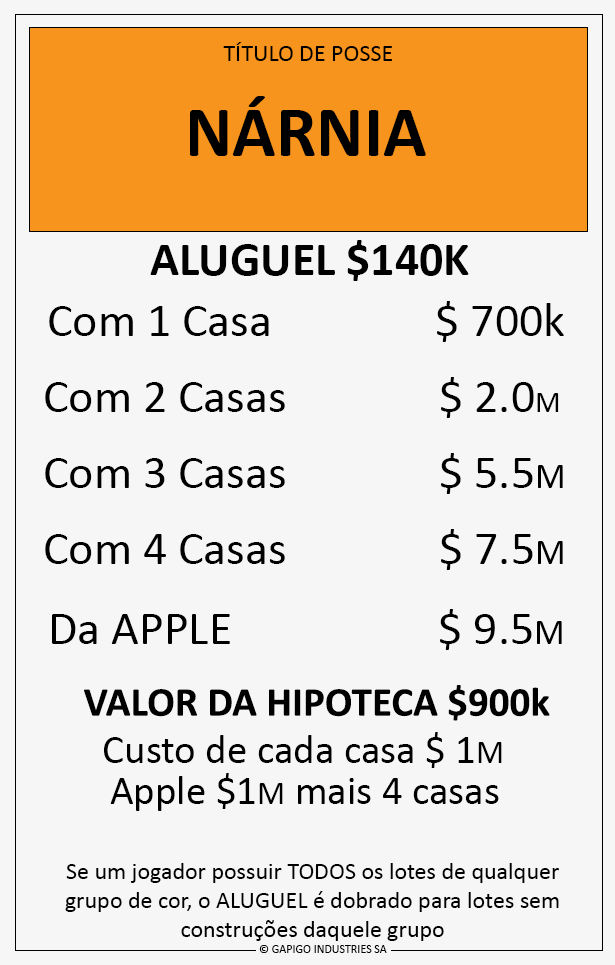 TÍTULO DE POSSE
NÁRNIA
ALUGUEL $140K
Com 1 Casa $ 700k
Com 2 Casas $ 2.0M
Com 3 Casas $ 5.5M
Com 4 Casas $ 7.5M
Da APPLE $ 9.5M
VALOR DA HIPOTECA $900k
Custo de cada casa $ 1M
Apple $1M mais 4 casas
Se um jogador possuir TODOS os lotes de qualquer
grupo de cor, o ALUGUEL é dobrado para lotes sem
construções daquele grupo
© GAPIGO INDUSTRIES SA